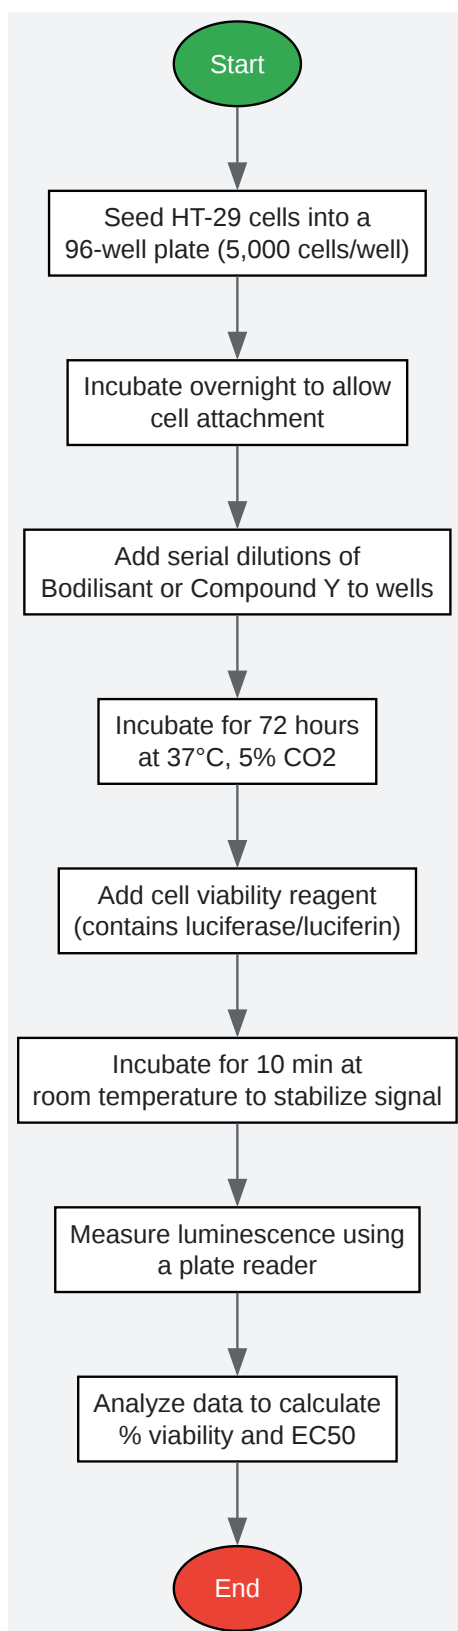 Start
Seed HT-29 cells into a
96-well plate (5,000 cells/well)
Incubate overnight to allow
cell attachment
Add serial dilutions of
Bodilisant or Compound Y to wells
Incubate for 72 hours
at 37°C, 5% CO2
Add cell viability reagent
(contains luciferase/luciferin)
Incubate for 10 min at
room temperature to stabilize signal
Measure luminescence using
a plate reader
Analyze data to calculate
% viability and EC50
End